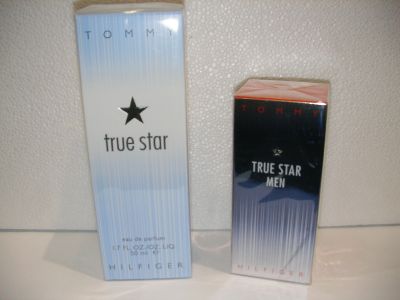 TOMMY
true star
eau de parfum
1.7 FL.OZ./OZ.LIQ
50 ml ℮
HILFIGER
TOMMY
TRUE STAR
MEN
HILFIGER